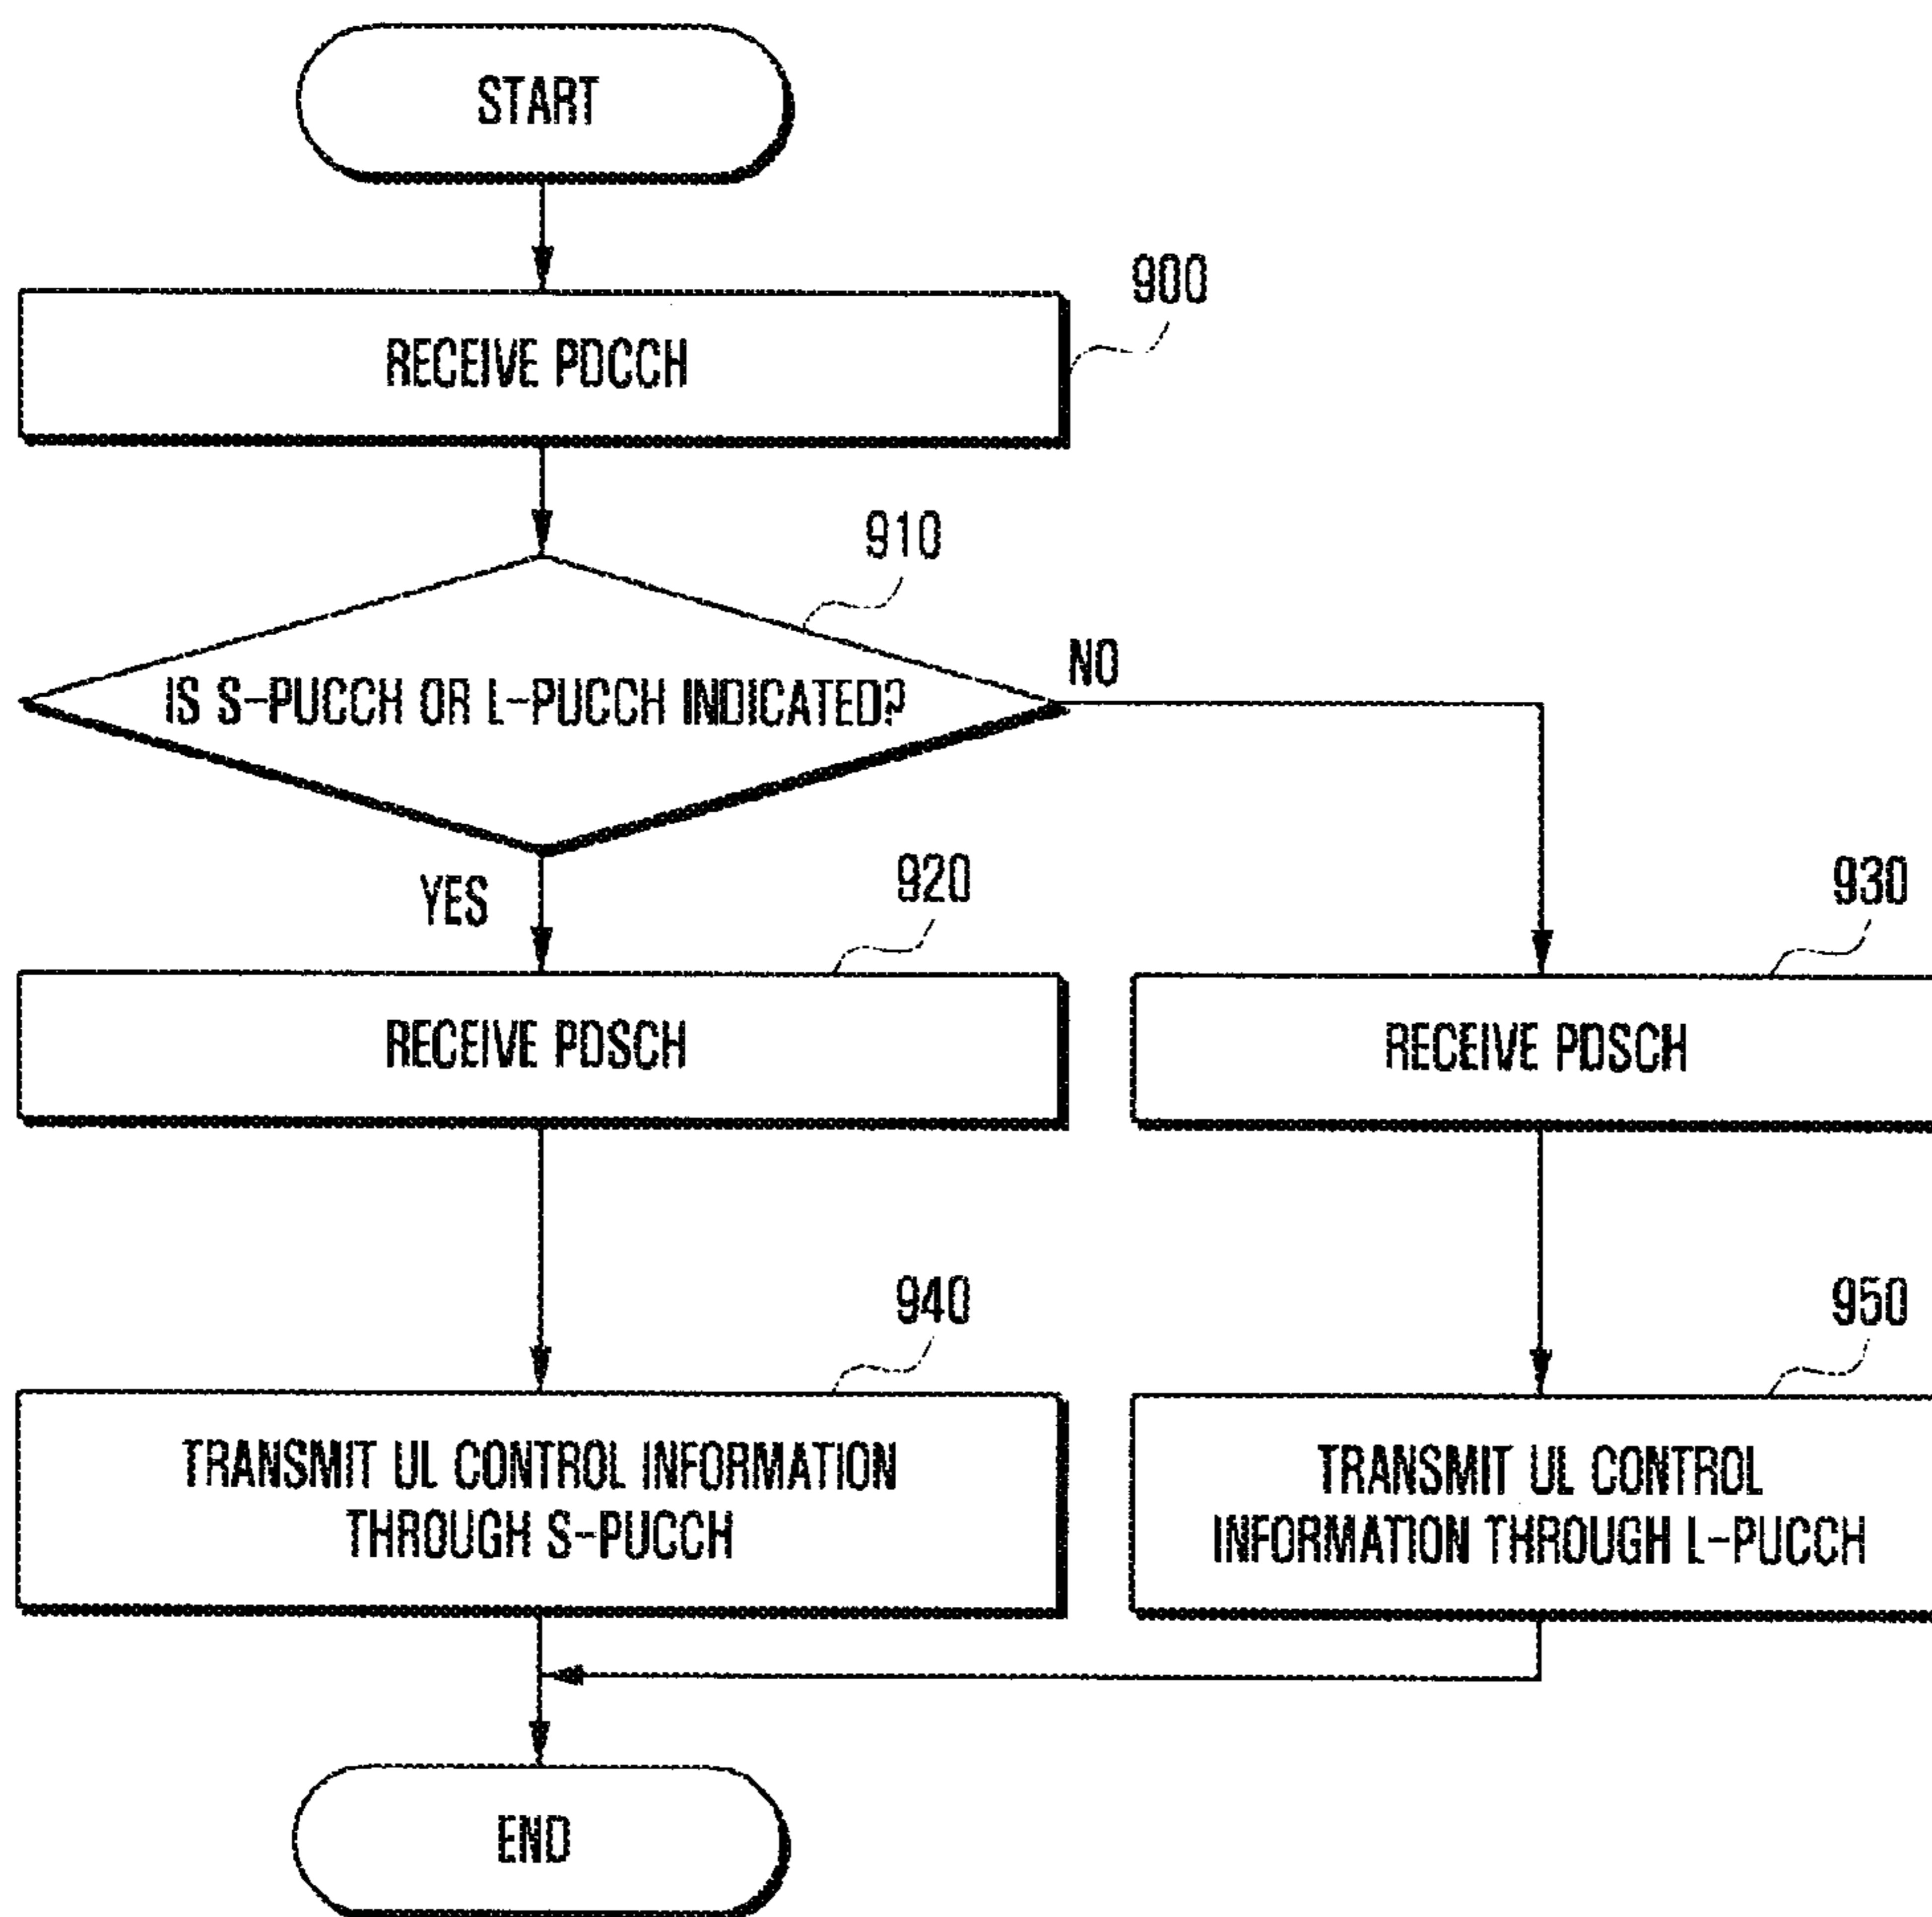 START
900
RECEIVE PDCCH
910
NO
IS S-PUCCH OR L-PUCCH INDICATED?
YES
920
930
RECEIVE PDSCH
RECEIVE PDSCH
940
950
TRANSMIT UL CONTROL INFORMATION
THROUGH S-PUCCH
TRANSMIT UL CONTROL
INFORMATION THROUGH L-PUCCH
END